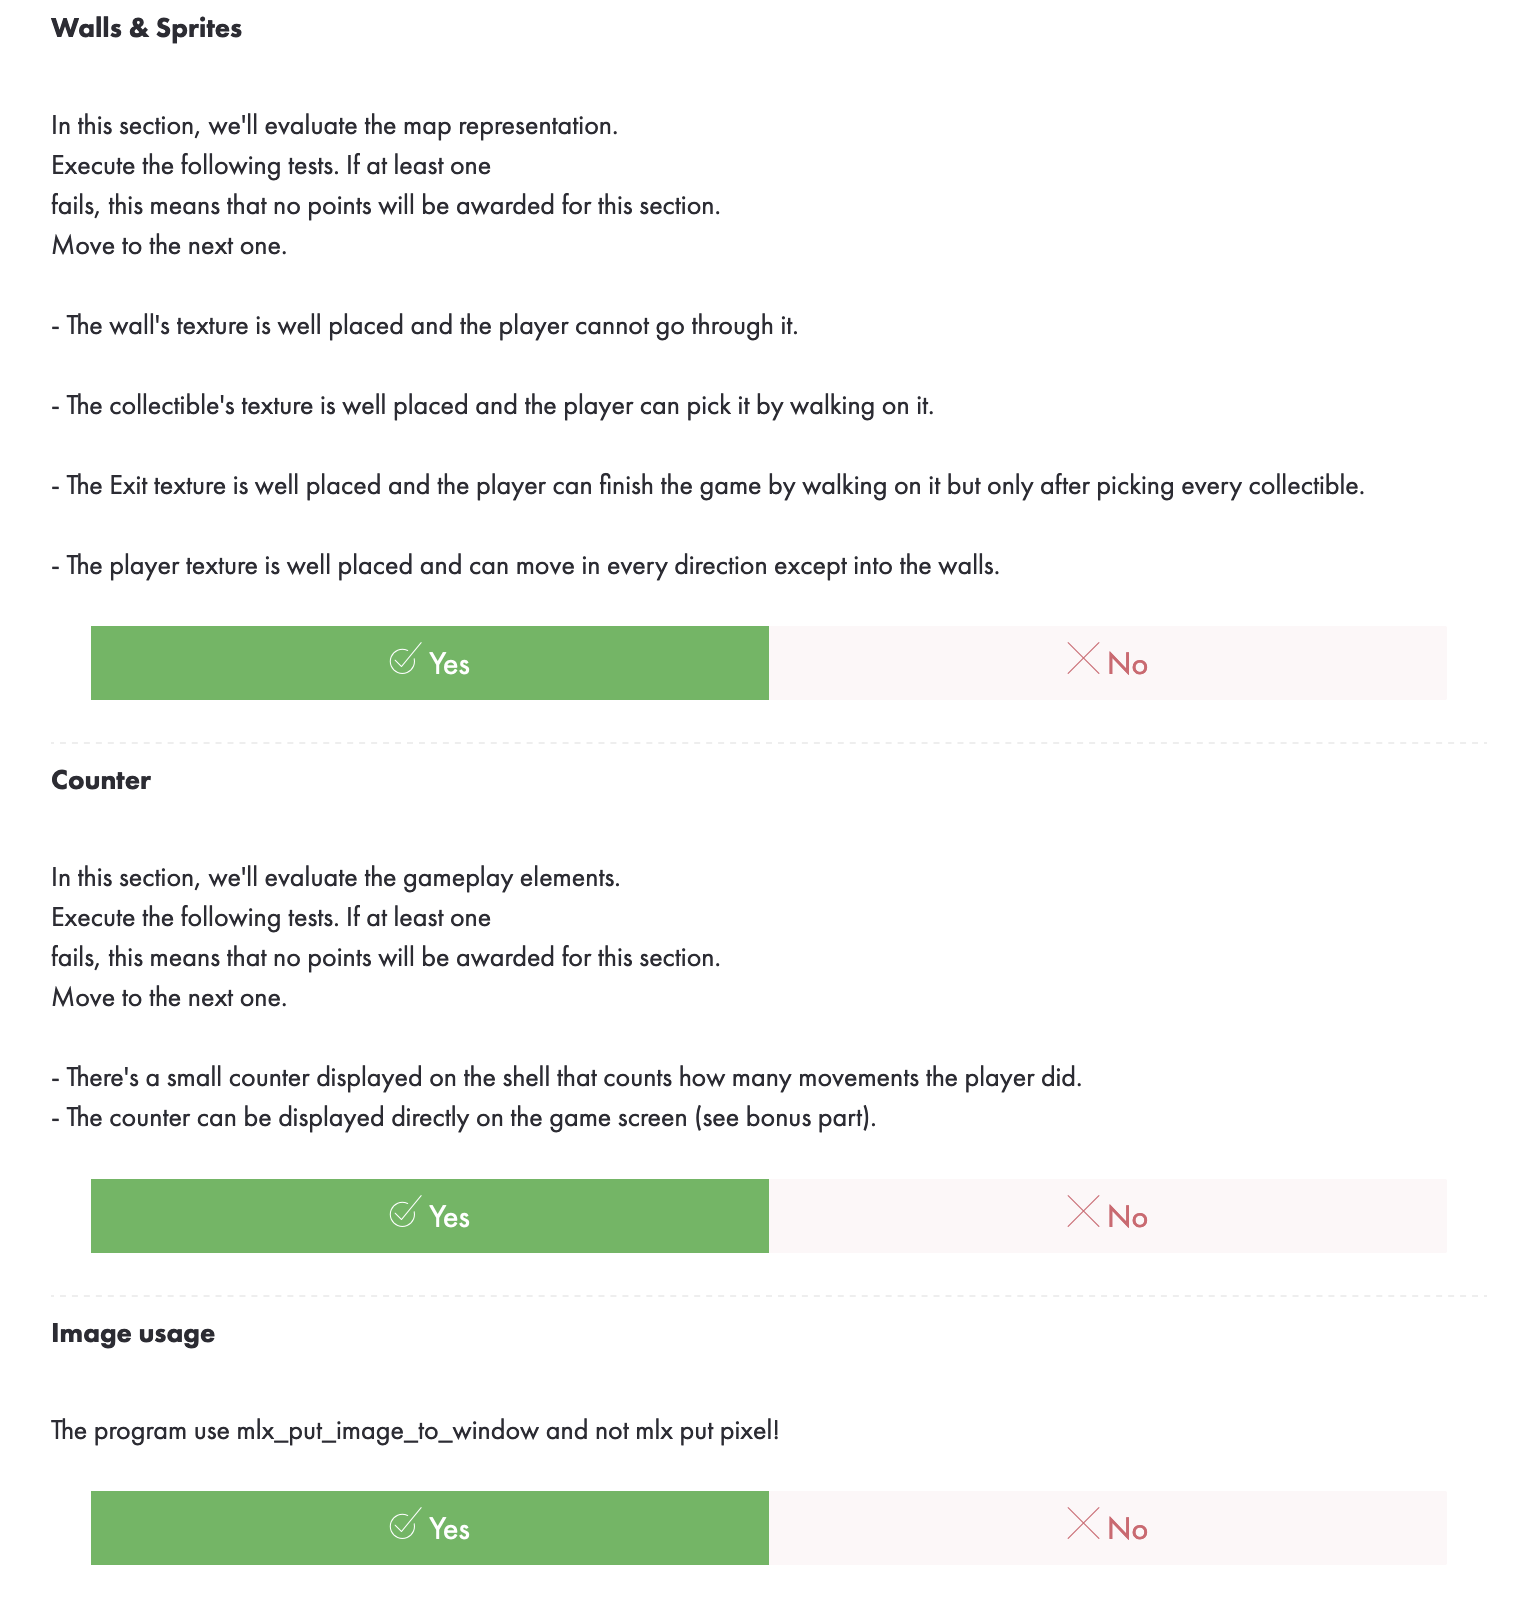 Walls & Sprites
In this section, we'll evaluate the map representation.
Execute the following tests. If at least one
fails, this means that no points will be awarded for this section.
Move to the next one.
- The wall's texture is well placed and the player cannot go through it.
- The collectible's texture is well placed and the player can pick it by walking on it.
- The Exit texture is well placed and the player can finish the game by walking on it but only after picking every collectible.
- The player texture is well placed and can move in every direction except into the walls.
Yes No
Counter
In this section, we'll evaluate the gameplay elements.
Execute the following tests. If at least one
fails, this means that no points will be awarded for this section.
Move to the next one.
- There's a small counter displayed on the shell that counts how many movements the player did.
- The counter can be displayed directly on the game screen (see bonus part).
Yes No
Image usage
The program use mlx_put_image_to_window and not mlx put pixel!
Yes No